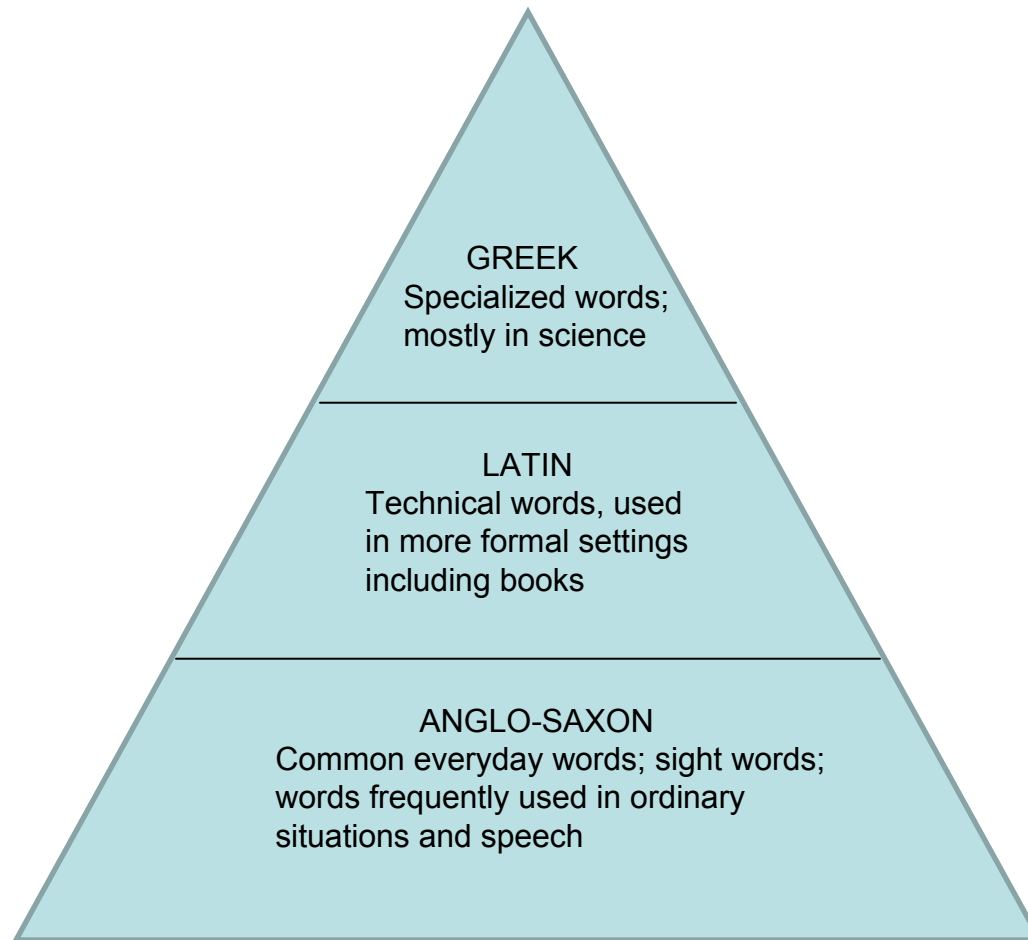 GREEK
Specialized words;
mostly in science
LATIN
Technical words, used
in more formal settings
including books
ANGLO-SAXON
Common everyday words; sight words;
words frequently used in ordinary
situations and speech